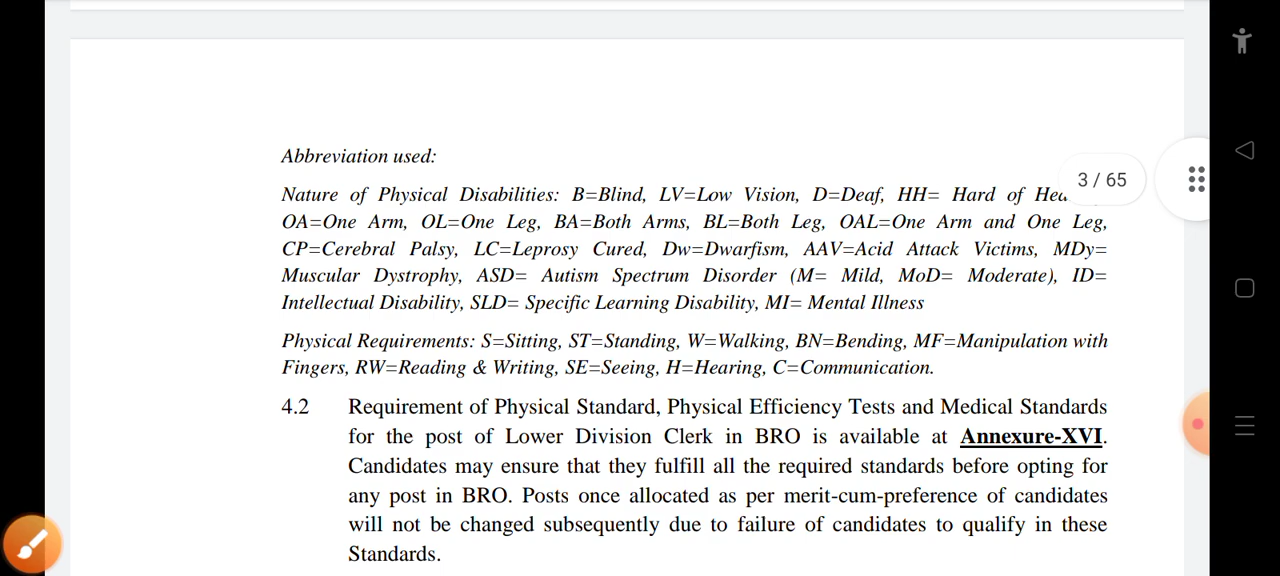 Abbreviation used:
3 / 65
Nature of Physical Disabilities: B=Blind, LV=Low Vision, D=Deaf, HH= Hard of
OA=One Arm, OL=One Leg, BA=Both Arms, BL=Both Leg, OAL=One Arm and One Leg,
CP=Cerebral Palsy, LC=Leprosy Cured, Dw=Dwarfism, AAV=Acid Attack Victims, MDy=
Muscular Dystrophy, ASD= Autism Spectrum Disorder (M= Mild, MoD= Moderate), ID=
Intellectual Disability, SLD= Specific Learning Disability, MI= Mental Illness
Physical Requirements: S=Sitting, ST=Standing, W=Walking, BN=Bending, MF=Manipulation with
Fingers, RW=Reading & Writing, SE=Seeing, H=Hearing, C=Communication.
4.2 Requirement of Physical Standard, Physical Efficiency Tests and Medical Standards
for the post of Lower Division Clerk in BRO is available at Annexure-XVI.
Candidates may ensure that they fulfill all the required standards before opting for
any post in BRO. Posts once allocated as per merit-cum-preference of candidates
will not be changed subsequently due to failure of candidates to qualify in these
Standards.